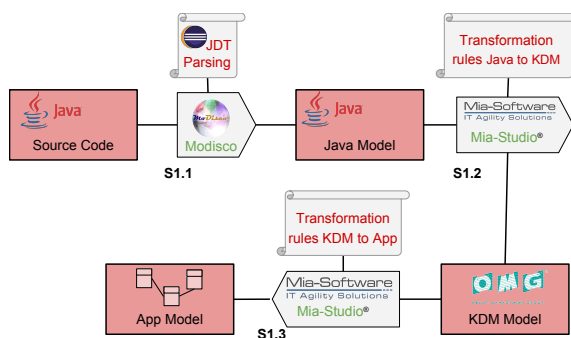 JDT
Parsing
Transformation
rules Java to KDM
Java
Source Code
MoDisco
Modisco
Java
Java Model
Mia-Software
IT Agility Solutions
Mia-Studio®
S1.1
S1.2
Transformation
rules KDM to App
App Model
Mia-Software
IT Agility Solutions
Mia-Studio®
OMG
KDM Model
S1.3